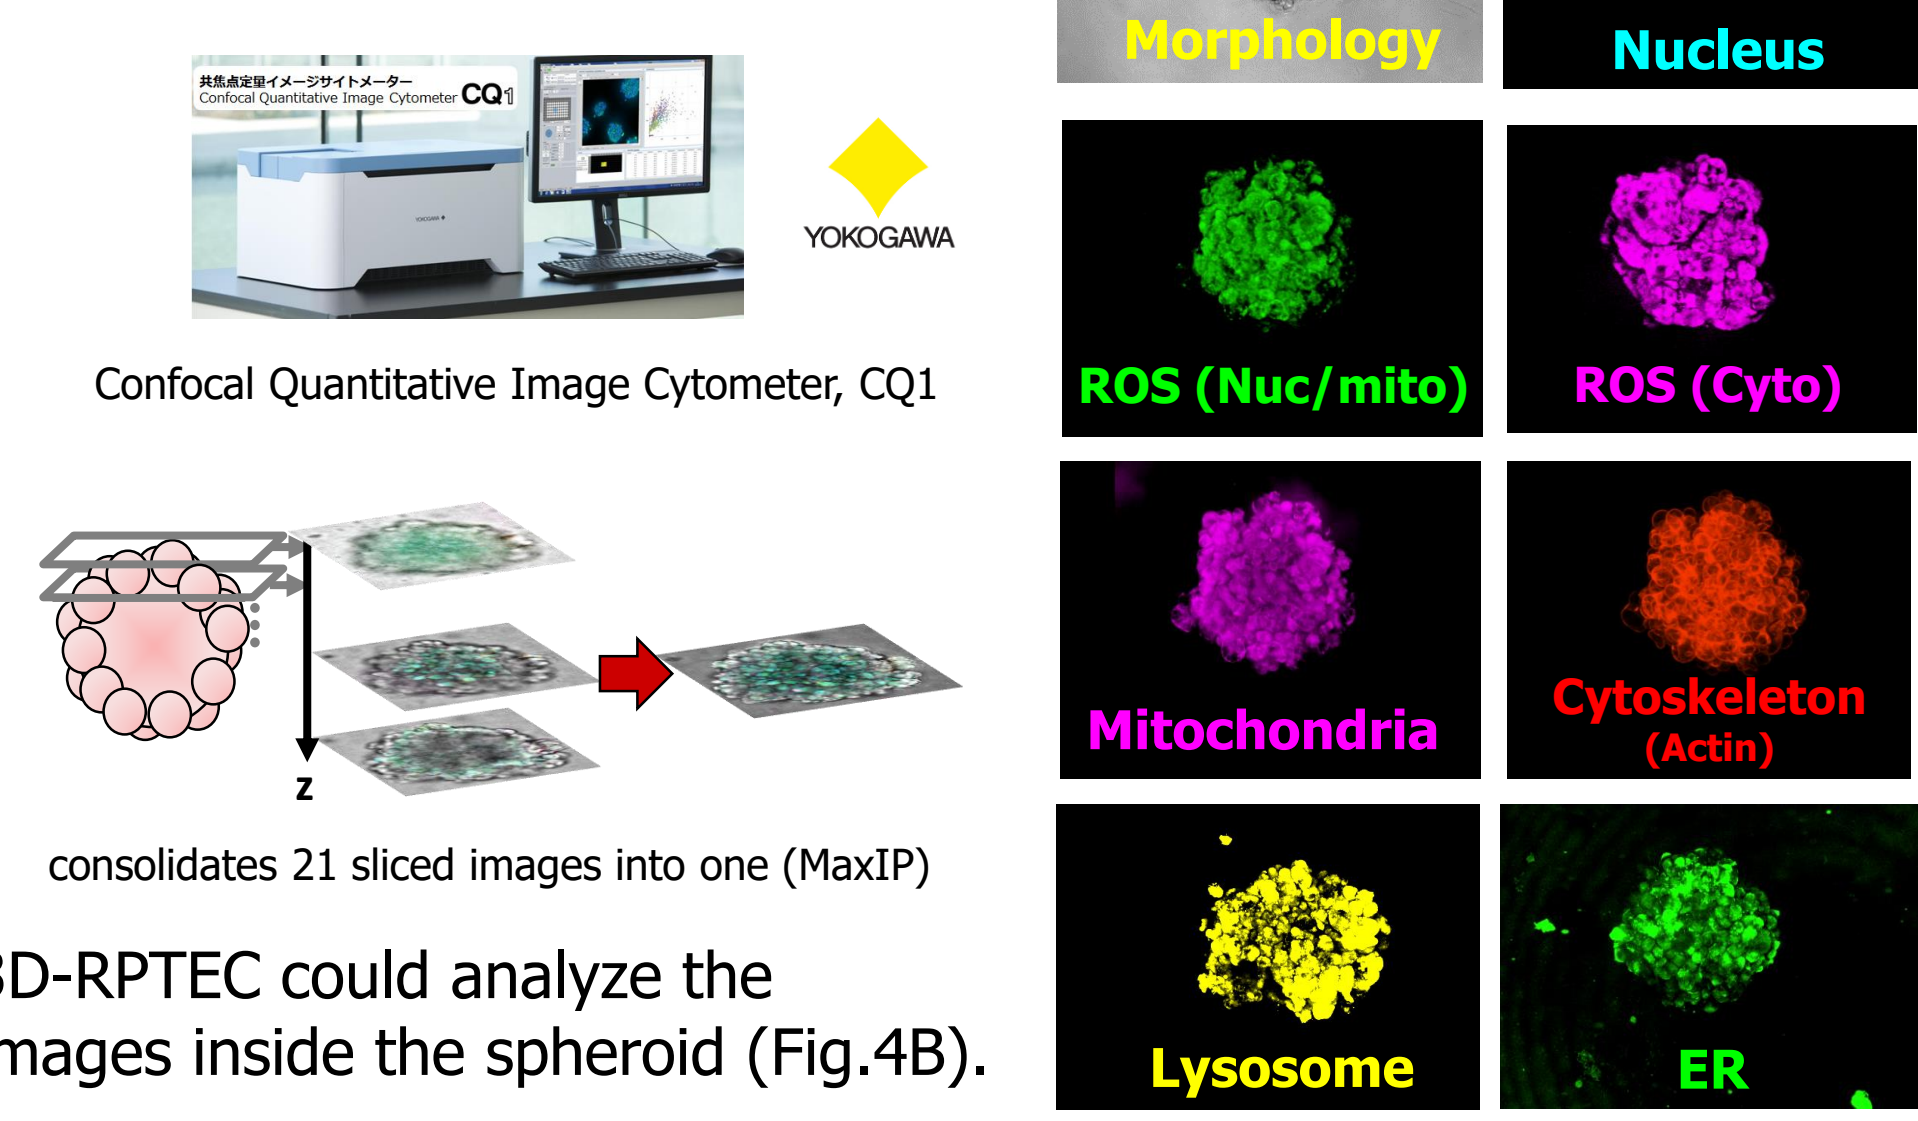 共焦点定量イメージサイトメーター
Confocal Quantitative Image Cytometer CQ1
YOKOGAWA
YOKOGAWA
Confocal Quantitative Image Cytometer, CQ1
z
consolidates 21 sliced images into one (MaxIP)
3D-RPTEC could analyze the
mages inside the spheroid (Fig.4B).
Morphology
Nucleus
ROS (Nuc/mito)
ROS (Cyto)
Mitochondria
Cytoskeleton
(Actin)
Lysosome
ER